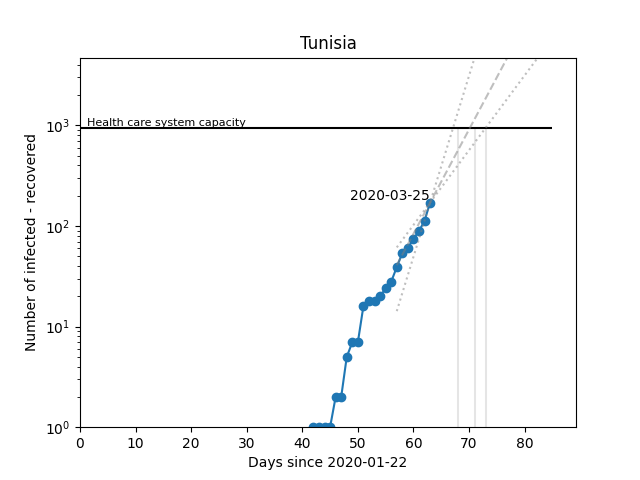 Tunisia
Number of infected - recovered
10³
10²
10¹
10⁰
Health care system capacity
2020-03-25
0 10 20 30 40 50 60 70 80
Days since 2020-01-22